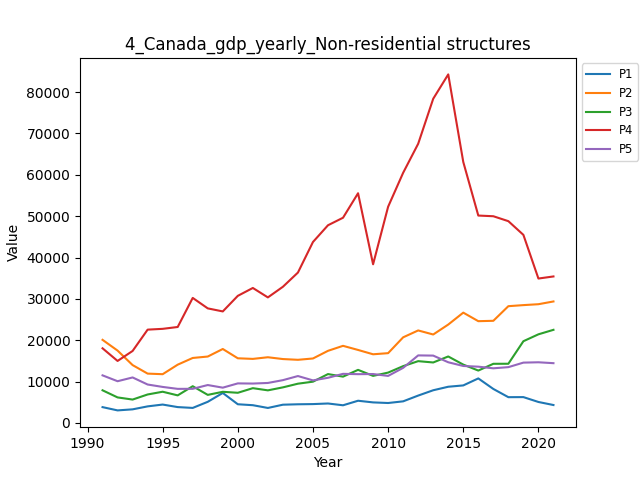 4_Canada_gdp_yearly_Non-residential structures
P1
P2
P3
P4
P5
80000
70000
60000
50000
40000
30000
20000
10000
0
Value
1990 1995 2000 2005 2010 2015 2020
Year